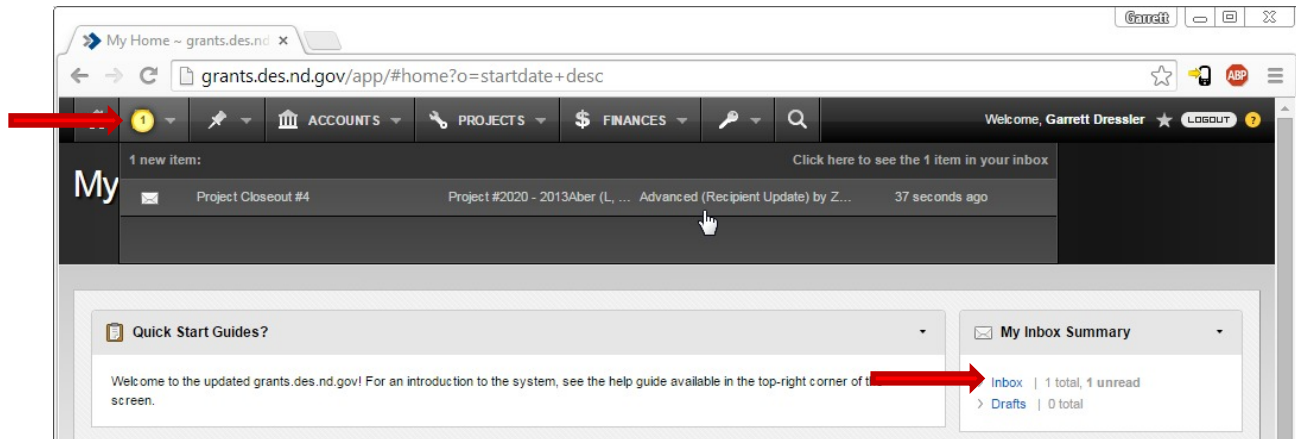 Garrett
My Home ~ grants.des.nd
grants.des.nd.gov/app/#home?o=startdate+desc
ABP
1 ACCOUNTS PROJECTS $ FINANCES Welcome, Garrett Dressler LOGOUT ?
1 new item: Click here to see the 1 item in your inbox
My
Project Closeout #4 Project #2020 - 2013Aber (L, ... Advanced (Recipient Update) by Z... 37 seconds ago
Quick Start Guides?
My Inbox Summary
Welcome to the updated grants.des.nd.gov! For an introduction to the system, see the help guide available in the top-right corner of
screen.
Inbox | 1 total, 1 unread
> Drafts | 0 total